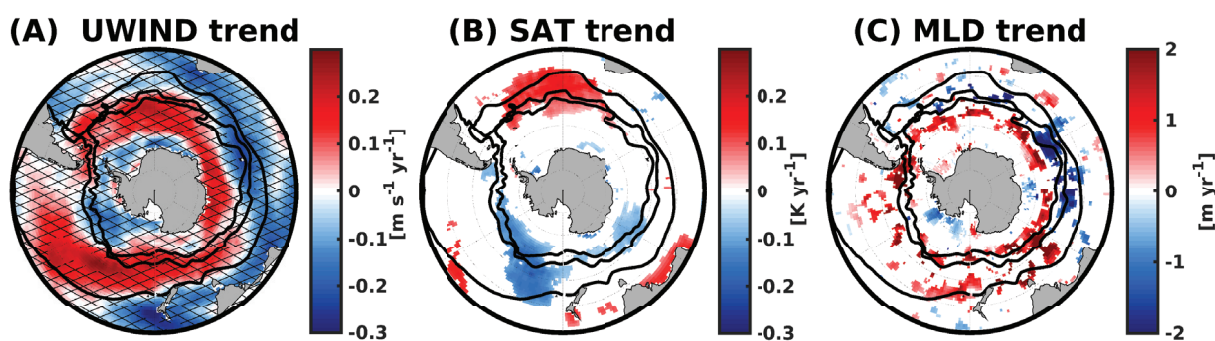 (A) UWIND trend
(B) SAT trend
(C) MLD trend
0.2
0.1
0
-0.1
-0.2
-0.3
[m s⁻¹ yr⁻¹]
0.2
0.1
0
-0.1
-0.2
-0.3
[K yr⁻¹]
2
1
0
-1
-2
[m yr⁻¹]